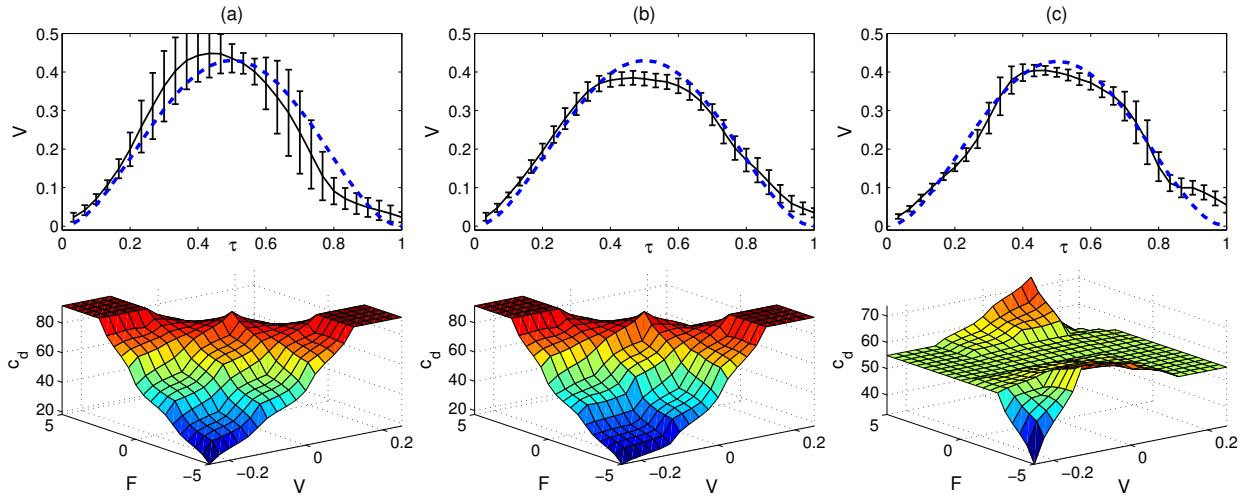 (a) (b) (c)
0.5 0.5 0.5
0.4 0.4 0.4
0.3 0.3 0.3
V V V
0.2 0.2 0.2
0.1 0.1 0.1
0 0 0
0 0.2 0.4 τ 0.6 0.8 1 0 0.2 0.4 τ 0.6 0.8 1 0 0.2 0.4 τ 0.6 0.8 1
80 80 70
60 60 60
c_d c_d c_d
40 40 50
20 20 40
5 5 5
0 0.2 0 0.2 0 0.2
0 0 0
−5 −0.2 −5 −0.2 −5 −0.2
F V F V F V